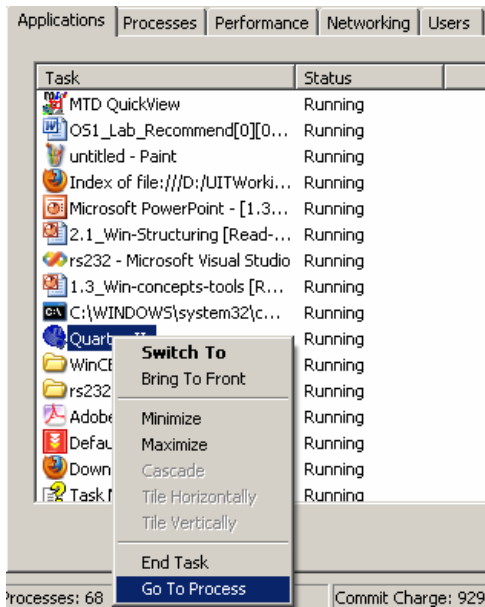 Applications Processes Performance Networking Users
Task Status
MTD QuickView Running
OS1_Lab_Recommend[0][0... Running
untitled - Paint Running
Index of file:///D:/UITWorki... Running
Microsoft PowerPoint - [1.3... Running
2.1_Win-Structuring [Read-... Running
rs232 - Microsoft Visual Studio Running
1.3_Win-concepts-tools [R... Running
C:\WINDOWS\system32\c... Running
Running
Switch To
WinCE Running
Bring To Front
rs232 Running
Adobe Running
Minimize
Defau Running
Maximize
Down Running
Cascade
Task Running
Tile Horizontally
Tile Vertically
End Task
Go To Process
Processes: 68 Commit Charge: 929